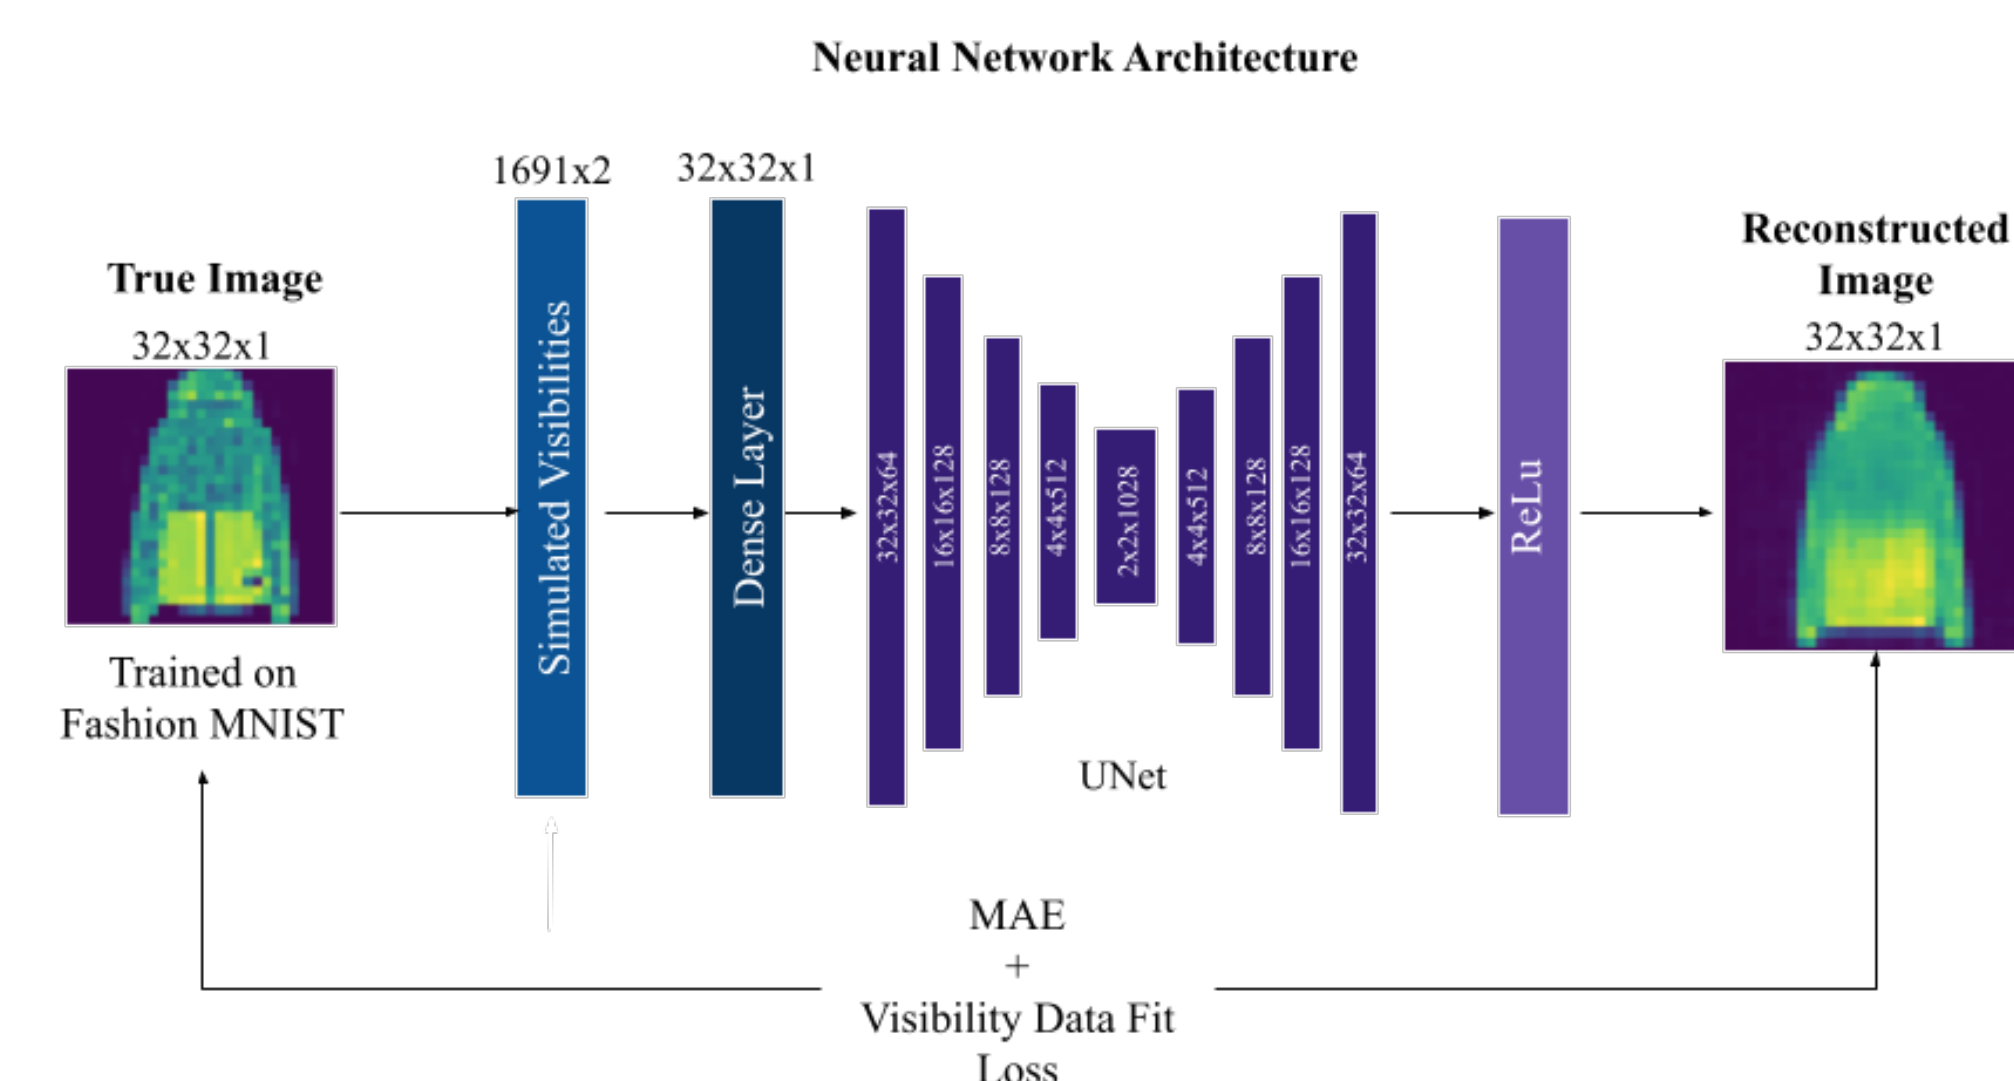 Neural Network Architecture
True Image
32x32x1
Trained on
Fashion MNIST
1691x2
Simulated Visibilities
32x32x1
Dense Layer
32x32x64
16x16x128
8x8x128
4x4x512
2x2x1028
4x4x512
8x8x128
16x16x128
32x32x64
UNet
ReLu
Reconstructed
Image
32x32x1
MAE
+
Visibility Data Fit
Loss